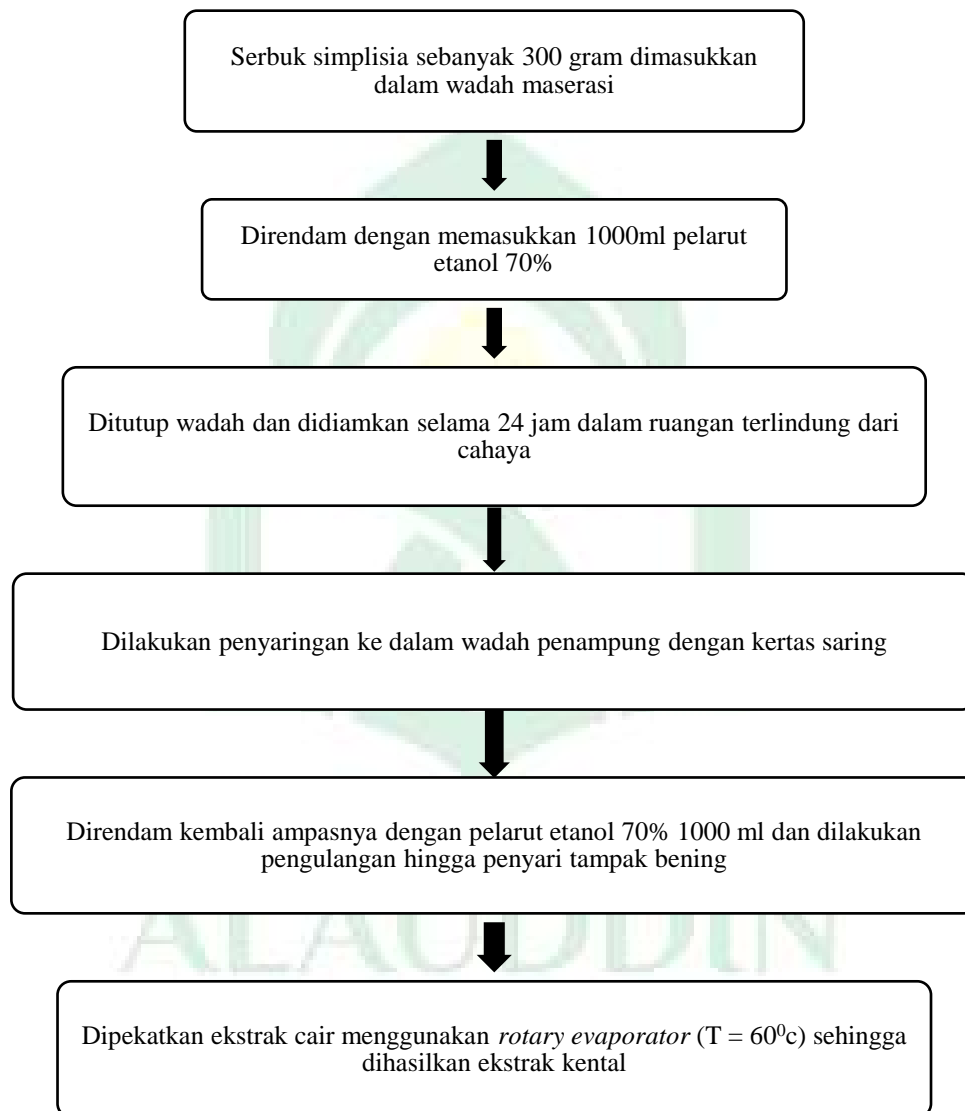 Serbuk simplisia sebanyak 300 gram dimasukkan
dalam wadah maserasi
Direndam dengan memasukkan 1000ml pelarut
etanol 70%
Ditutup wadah dan didiamkan selama 24 jam dalam ruangan terlindung dari
cahaya
Dilakukan penyaringan ke dalam wadah penampung dengan kertas saring
Direndam kembali ampasnya dengan pelarut etanol 70% 1000 ml dan dilakukan
pengulangan hingga penyari tampak bening
ALAUDDIN
Dipekatkan ekstrak cair menggunakan rotary evaporator (T = 60⁰c) sehingga
dihasilkan ekstrak kental